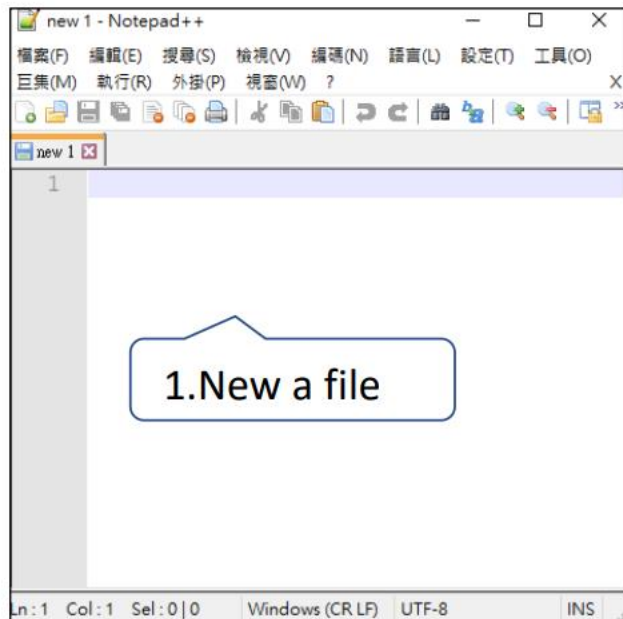 new 1 - Notepad++
檔案(F) 編輯(E) 搜尋(S) 檢視(V) 編碼(N) 語言(L) 設定(T) 工具(O)
巨集(M) 執行(R) 外掛(P) 視窗(W) ? X
new 1
1
1.New a file
Ln : 1 Col : 1 Sel : 0 | 0 Windows (CR LF) UTF-8 INS